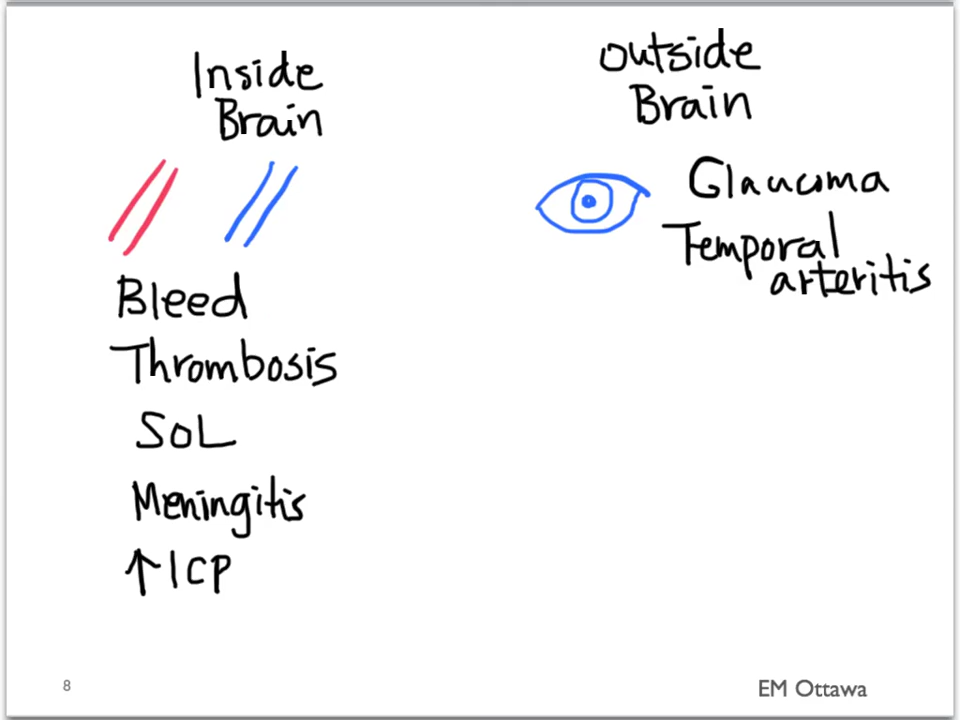 Inside
Brain
Bleed
Thrombosis
SOL
Meningitis
↑ICP
Outside
Brain
Glaucoma
Temporal
arteritis
8
EM Ottawa